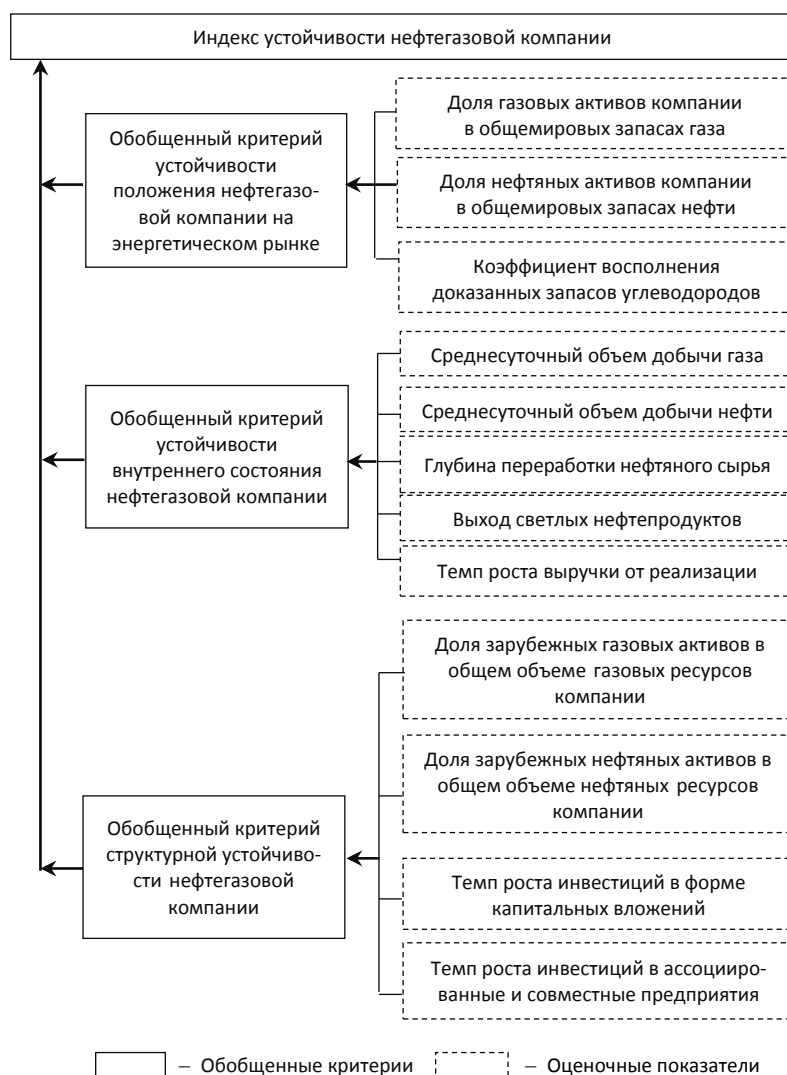 Индекс устойчивости нефтегазовой компании
Обобщенный критерий
устойчивости
положения нефтегазо-
вой компании на
энергетическом рынке
Доля газовых активов компании
в общемировых запасах газа
Доля нефтяных активов компании
в общемировых запасах нефти
Коэффициент восполнения
доказанных запасов углеводородов
Обобщенный критерий
устойчивости
внутреннего состояния
нефтегазовой компании
Среднесуточный объем добычи газа
Среднесуточный объем добычи нефти
Глубина переработки нефтяного сырья
Выход светлых нефтепродуктов
Темп роста выручки от реализации
Обобщенный критерий
структурной устойчиво-
сти нефтегазовой
компании
Доля зарубежных газовых активов в
общем объеме газовых ресурсов
компании
Доля зарубежных нефтяных активов в
общем объеме нефтяных ресурсов
компании
Темп роста инвестиций в форме
капитальных вложений
Темп роста инвестиций в ассоцииро-
ванные и совместные предприятия
– Обобщенные критерии
– Оценочные показатели